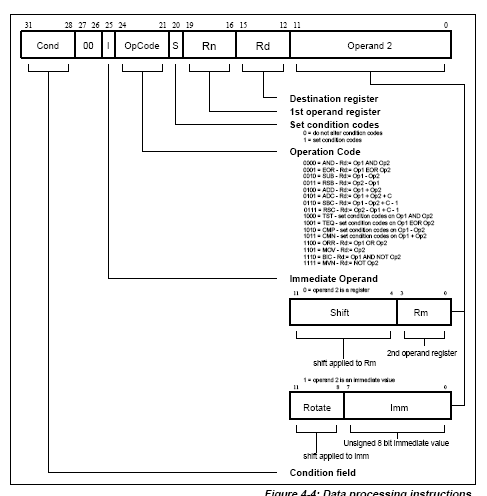 31 28 27 26 25 24 21 20 19 16 15 12 11 0
Cond 00 I OpCode S Rn Rd Operand 2
Destination register
1st operand register
Set condition codes
0 = do not alter condition codes
1 = set condition codes
Operation Code
0000 = AND - Rd:= Op1 AND Op2
0001 = EOR - Rd:= Op1 EOR Op2
0010 = SUB - Rd:= Op1 - Op2
0011 = RSB - Rd:= Op2 - Op1
0100 = ADD - Rd:= Op1 + Op2
0101 = ADC - Rd:= Op1 + Op2 + C
0110 = SBC - Rd:= Op1 - Op2 + C - 1
0111 = RSC - Rd:= Op2 - Op1 + C - 1
1000 = TST - set condition codes on Op1 AND Op2
1001 = TEQ - set condition codes on Op1 EOR Op2
1010 = CMP - set condition codes on Op1 - Op2
1011 = CMN - set condition codes on Op1 + Op2
1100 = ORR - Rd:= Op1 OR Op2
1101 = MOV - Rd:= Op2
1110 = BIC - Rd:= Op1 AND NOT Op2
1111 = MVN - Rd:= NOT Op2
Immediate Operand
0 = operand 2 is a register
11 4 3 0
Shift Rm
2nd operand register
shift applied to Rm
1 = operand 2 is an immediate value
11 8 7 0
Rotate Imm
Unsigned 8 bit immediate value
shift applied to Imm
Condition field
Figure 4-4: Data processing instructions